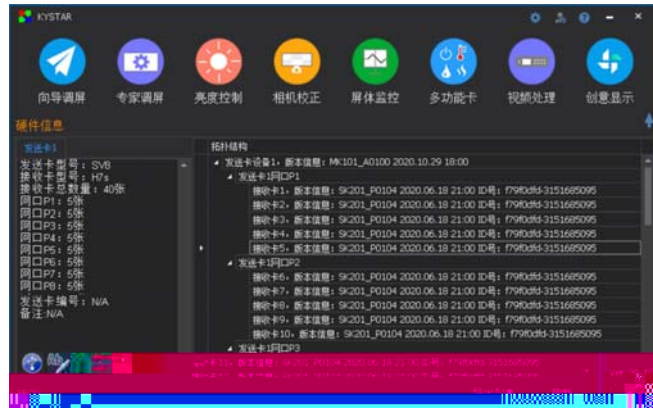 KYSTAR
向导调屏
专家调屏
亮度控制
相机校正
屏体监控
多功能卡
视频处理
创意显示
硬件信息
发送卡1
发送卡型号：SV8
接收卡型号：H7s
接收卡总数量：40张
网口P1：5张
网口P2：5张
网口P3：5张
网口P4：5张
网口P5：5张
网口P6：5张
网口P7：5张
网口P8：5张
发送卡编号：N/A
备注:N/A
拓扑结构
发送卡设备1，版本信息：MK101_A0100 2020.10.29 18:00
发送卡1网口P1
接收卡1，版本信息：SK201_P0104 2020.06.18 21:00 ID号：f79f0dfd-3151685095
接收卡2，版本信息：SK201_P0104 2020.06.18 21:00 ID号：f79f0dfd-3151685095
接收卡3，版本信息：SK201_P0104 2020.06.18 21:00 ID号：f79f0dfd-3151685095
接收卡4，版本信息：SK201_P0104 2020.06.18 21:00 ID号：f79f0dfd-3151685095
接收卡5，版本信息：SK201_P0104 2020.06.18 21:00 ID号：f79f0dfd-3151685095
发送卡1网口P2
接收卡6，版本信息：SK201_P0104 2020.06.18 21:00 ID号：f79f0dfd-3151685095
接收卡7，版本信息：SK201_P0104 2020.06.18 21:00 ID号：f79f0dfd-3151685095
接收卡8，版本信息：SK201_P0104 2020.06.18 21:00 ID号：f79f0dfd-3151685095
接收卡9，版本信息：SK201_P0104 2020.06.18 21:00 ID号：f79f0dfd-3151685095
接收卡10，版本信息：SK201_P0104 2020.06.18 21:00 ID号：f79f0dfd-3151685095
发送卡1网口P3